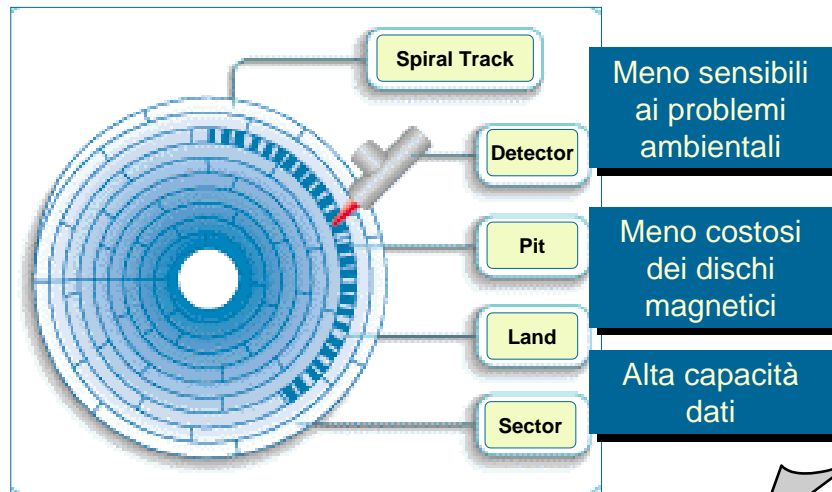 Spiral Track
Detector
Pit
Land
Sector
Meno sensibili
ai problemi
ambientali
Meno costosi
dei dischi
magnetici
Alta capacità
dati